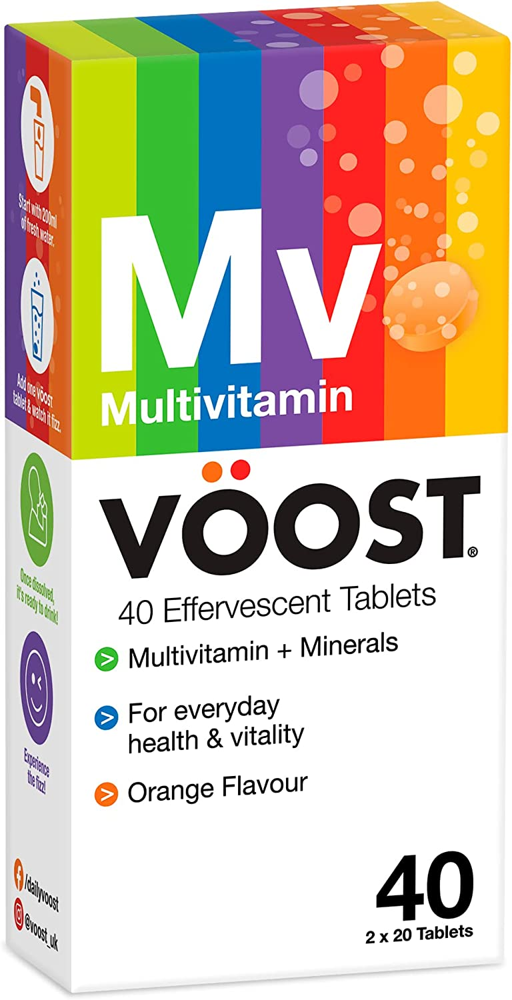 Mv
Multivitamin
VÖOST®
40 Effervescent Tablets
> Multivitamin + Minerals
> For everyday
health & vitality
> Orange Flavour
40
2 x 20 Tablets
Start with 200ml
of fresh water.
Add one VÖOST
tablet & watch it fizz.
Once dissolved,
it's ready to drink!
Experience
the fizz!
/dailyvoost
@voost_uk